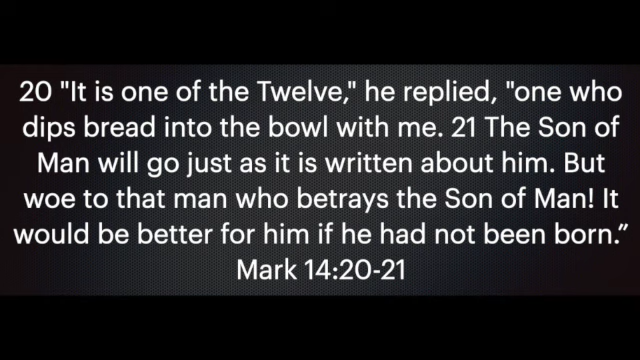 20 "It is one of the Twelve," he replied, "one who
dips bread into the bowl with me. 21 The Son of
Man will go just as it is written about him. But
woe to that man who betrays the Son of Man! It
would be better for him if he had not been born.”
Mark 14:20-21